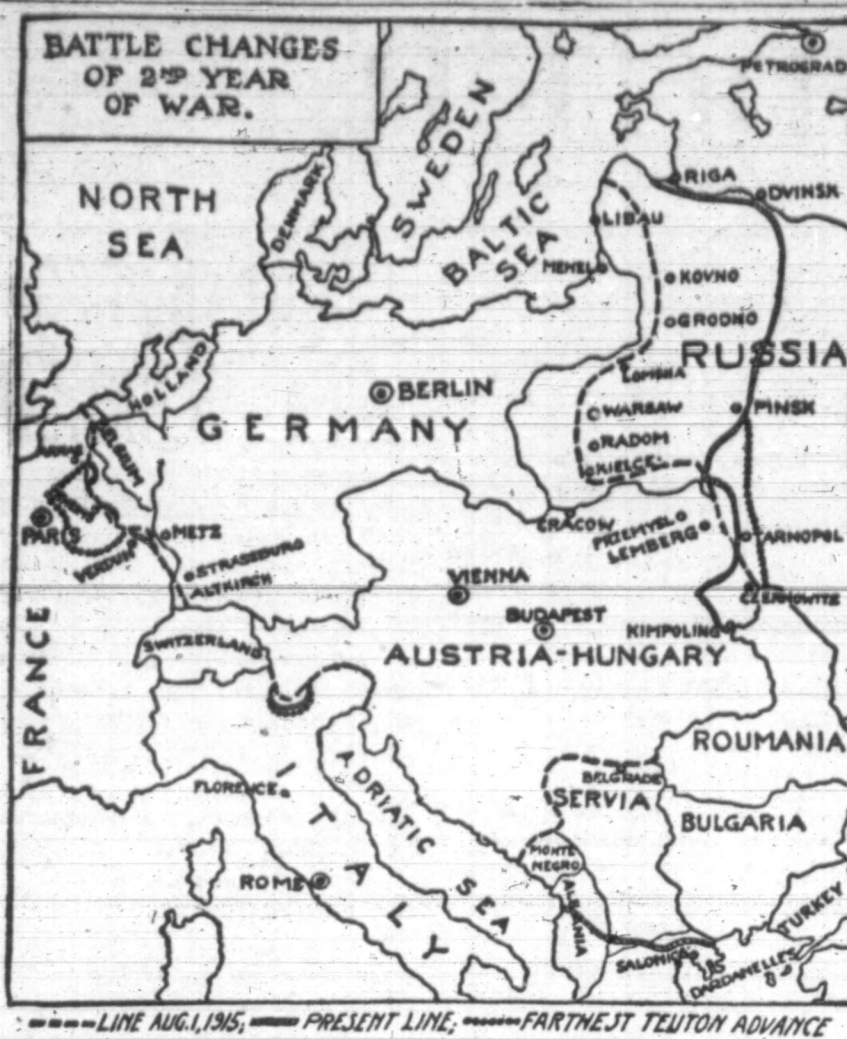 BATTLE CHANGES
OF 2ND YEAR
OF WAR.
PETROGRAD
NORTH
SEA
DENMARK
SWEDEN
BALTIC
SEA
RIGA
DVINSK
LIBAU
MEMEL
KOVNO
GRODNO
RUSSIA
LOMSHA
HOLLAND
BERLIN
WARSAW
PINSK
GERMANY
BELGIUM
RADOM
KIELCE
CRACOW
PRZEMYSL
LEMBERG
TARNOPOL
PARIS
VERDUN
METZ
STRASSBURG
ALTKIRCH
VIENNA
CZERNOWITZ
BUDAPEST
KIMPOLING
FRANCE
SWITZERLAND
AUSTRIA-HUNGARY
ROUMANIA
FLORENCE
ITALY
ADRIATIC SEA
BELGRADE
SERVIA
BULGARIA
MONTE
NEGRO
ROME
ALBANIA
TURKEY
SALONICA
DARDANELLES
LINE AUG.1,1915; PRESENT LINE; FARTHEST TEUTON ADVANCE